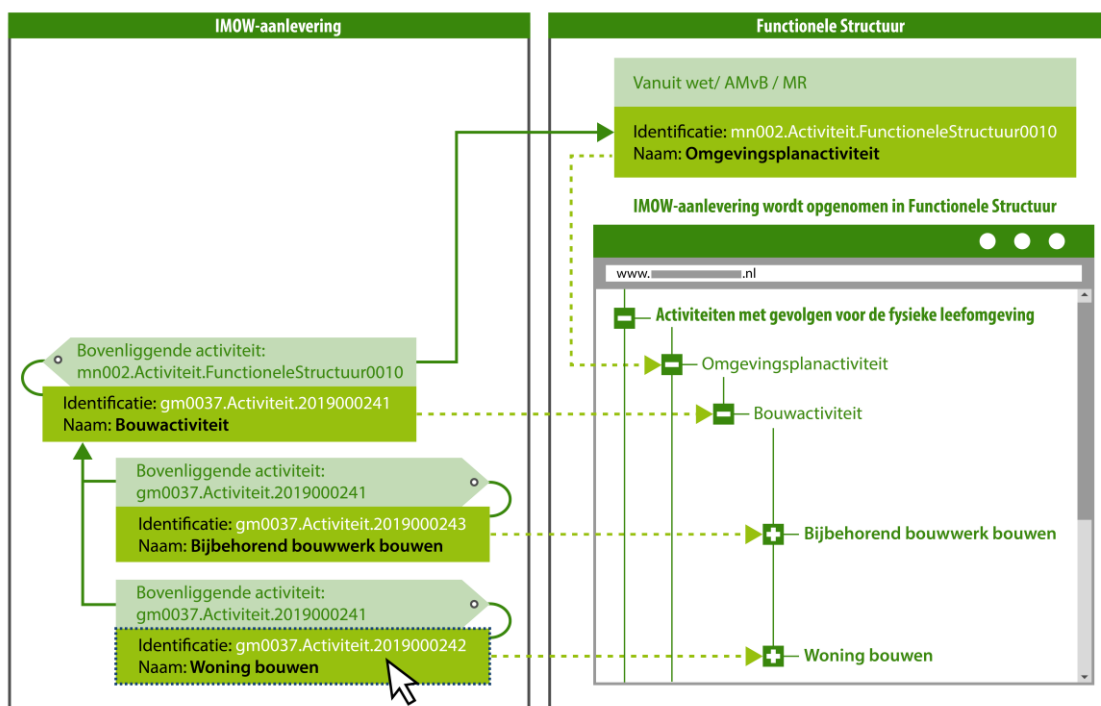 IMOW-aanlevering
Bovenliggende activiteit:
mn002.Activiteit.FunctioneleStructuur0010
Identificatie: gm0037.Activiteit.2019000241
Naam: Bouwactiviteit
Bovenliggende activiteit:
gm0037.Activiteit.2019000241
Identificatie: gm0037.Activiteit.2019000243
Naam: Bijbehorend bouwwerk bouwen
Bovenliggende activiteit:
gm0037.Activiteit.2019000241
Identificatie: gm0037.Activiteit.2019000242
Naam: Woning bouwen
Functionele Structuur
Vanuit wet/ AMvB / MR
Identificatie: mn002.Activiteit.FunctioneleStructuur0010
Naam: Omgevingsplanactiviteit
IMOW-aanlevering wordt opgenomen in Functionele Structuur
www. .nl
Activiteiten met gevolgen voor de fysieke leefomgeving
Omgevingsplanactiviteit
Bouwactiviteit
Bijbehorend bouwwerk bouwen
Woning bouwen